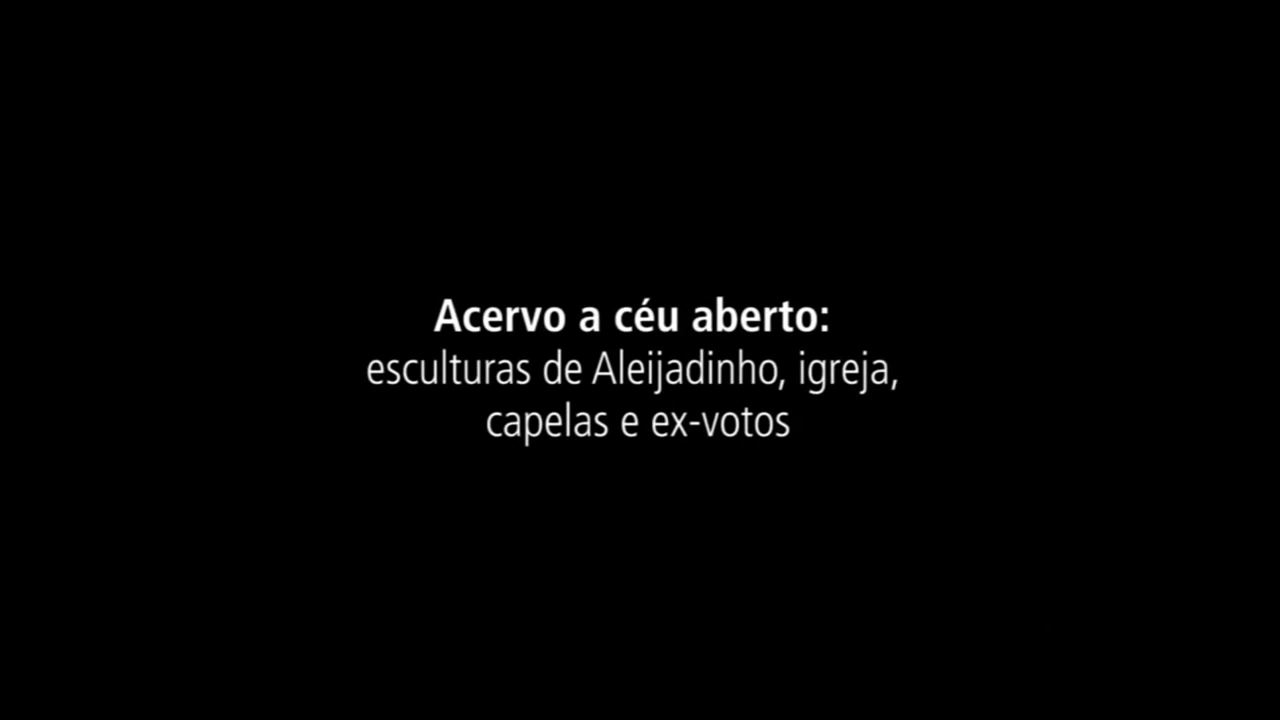 Acervo a céu aberto:
esculturas de Aleijadinho, igreja,
capelas e ex-votos